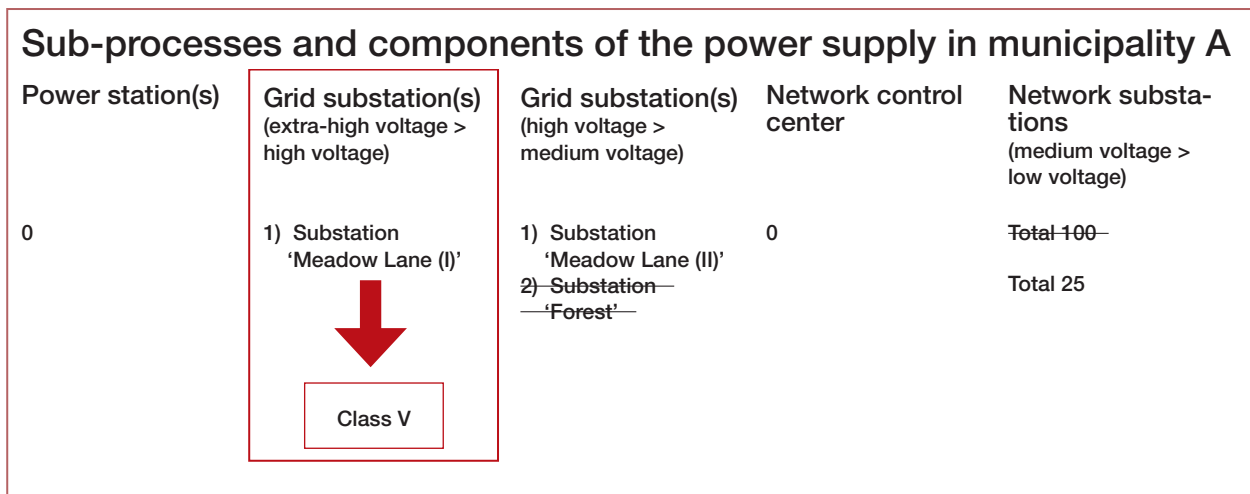 Sub-processes and components of the power supply in municipality A
Power station(s)
0
Grid substation(s)
(extra-high voltage >
high voltage)
1) Substation
‘Meadow Lane (I)’
Class V
Grid substation(s)
(high voltage >
medium voltage)
1) Substation
‘Meadow Lane (II)’
2) Substation
‘Forest’
Network control
center
0
Network substa-
tions
(medium voltage >
low voltage)
Total 100
Total 25